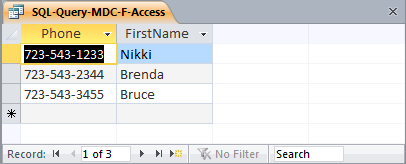 SQL-Query-MDC-F-Access
Phone FirstName
723-543-1233 Nikki
723-543-2344 Brenda
723-543-3455 Bruce
Record: 1 of 3 No Filter Search